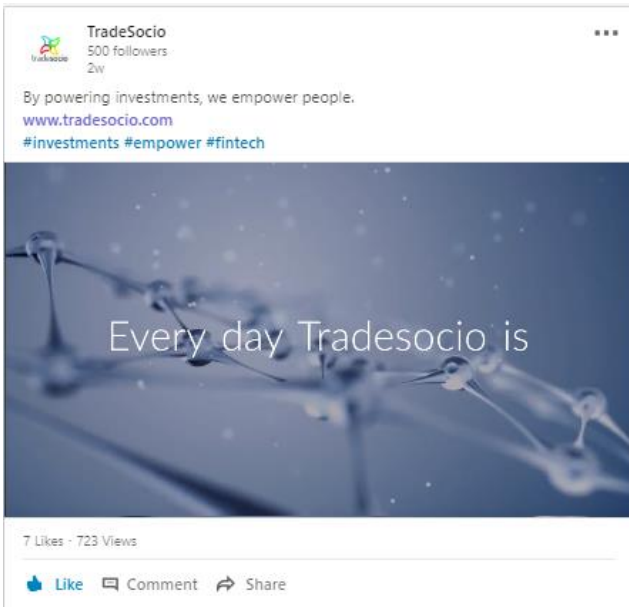 TradeSocio
500 followers
2w
tradesocio
By powering investments, we empower people.
www.tradesocio.com
#investments #empower #fintech
Every day Tradesocio is
7 Likes · 723 Views
Like Comment Share